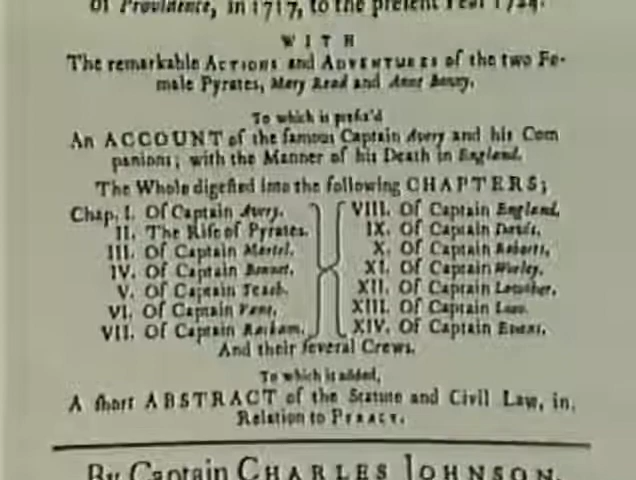 of Providence, in 1717, to the present Year 1724.
WITH
The remarkable ACTIONS and ADVENTURES of the two Fe-
male Pyrates, Mary Read and Anne Bonny.
To which is prefix'd
An ACCOUNT of the famous Captain Avery and his Com
panions; with the Manner of his Death in England.
The Whole digeſted into the following CHAPTERS;
Chap. I. Of Captain Avery.
II. The Riſe of Pyrates.
III. Of Captain Martel.
IV. Of Captain Bonnet.
V. Of Captain Teach.
VI. Of Captain Vane.
VII. Of Captain Rackam.
VIII. Of Captain England.
IX. Of Captain Davis.
X. Of Captain Roberts.
XI. Of Captain Worley.
XII. Of Captain Lowther.
XIII. Of Captain Low.
XIV. Of Captain Evans.
And their ſeveral Crews.
To which is added,
A ſhort ABSTRACT of the Statute and Civil Law, in
Relation to PYRACY.
By Captain CHARLES JOHNSON.